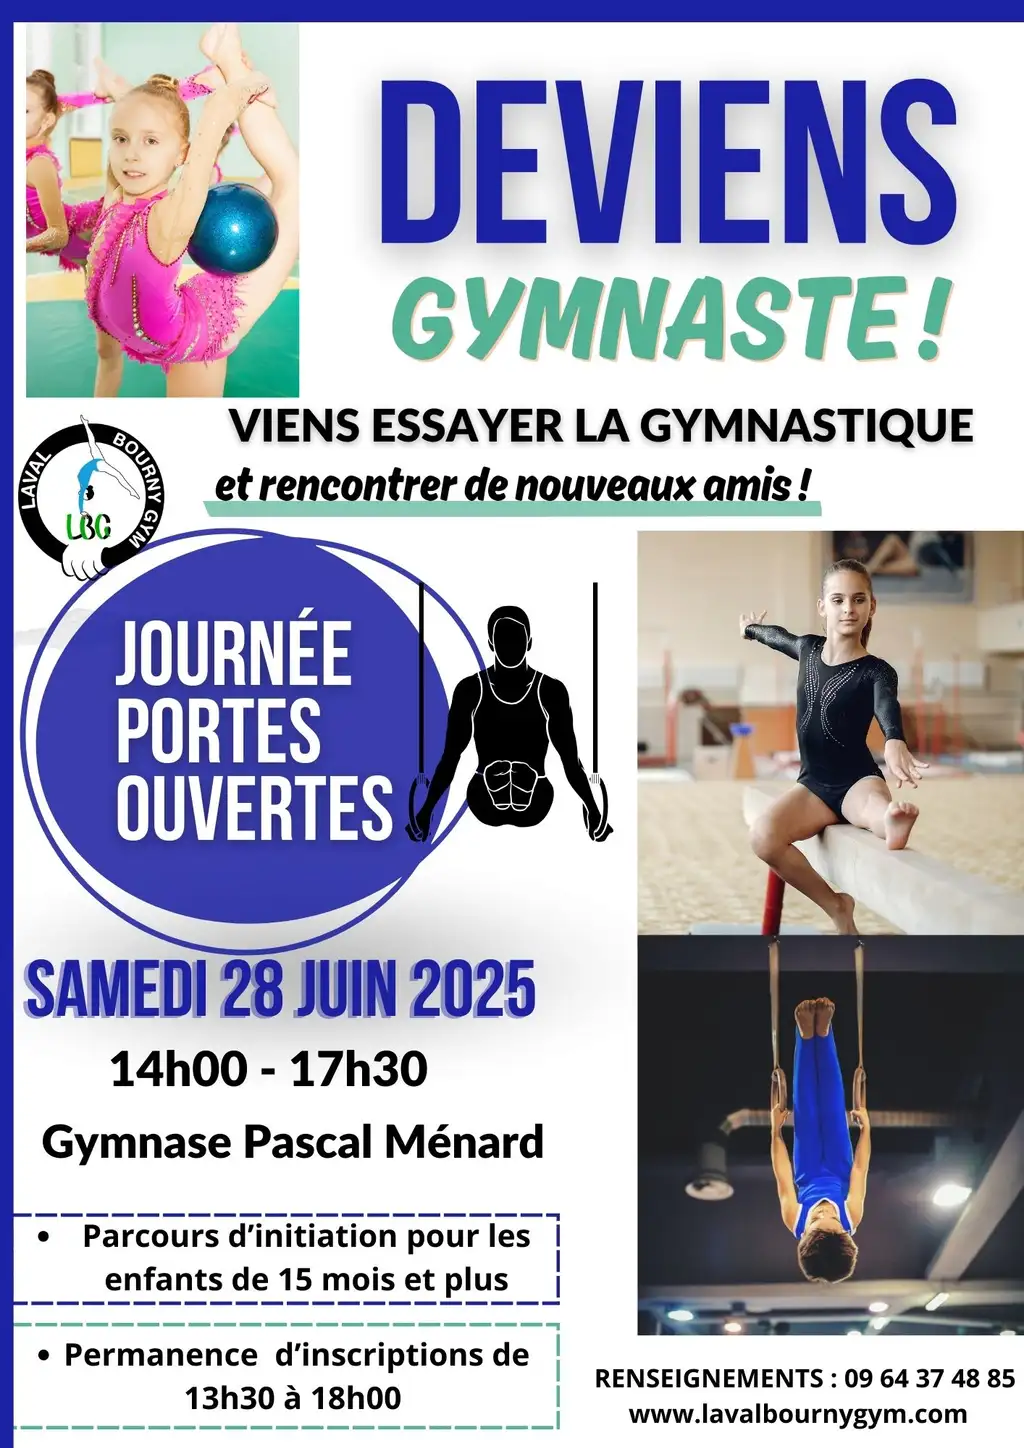 DEVIENS
GYMNASTE !
VIENS ESSAYER LA GYMNASTIQUE
et rencontrer de nouveaux amis !
LAVAL BOURNY GYM
LBG
JOURNÉE
PORTES
OUVERTES
SAMEDI 28 JUIN 2025
14h00 - 17h30
Gymnase Pascal Ménard
• Parcours d'initiation pour les
enfants de 15 mois et plus
• Permanence d'inscriptions de
13h30 à 18h00
RENSEIGNEMENTS : 09 64 37 48 85
www.lavalbournygym.com